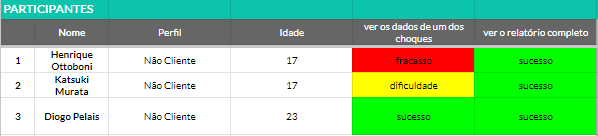 PARTICIPANTES
Nome Perfil Idade ver os dados de um dos choques ver o relatório completo
1 Henrique Ottoboni Não Cliente 17 fracasso sucesso
2 Katsuki Murata Não Cliente 17 dificuldade sucesso
3 Diogo Pelais Não Cliente 23 sucesso sucesso